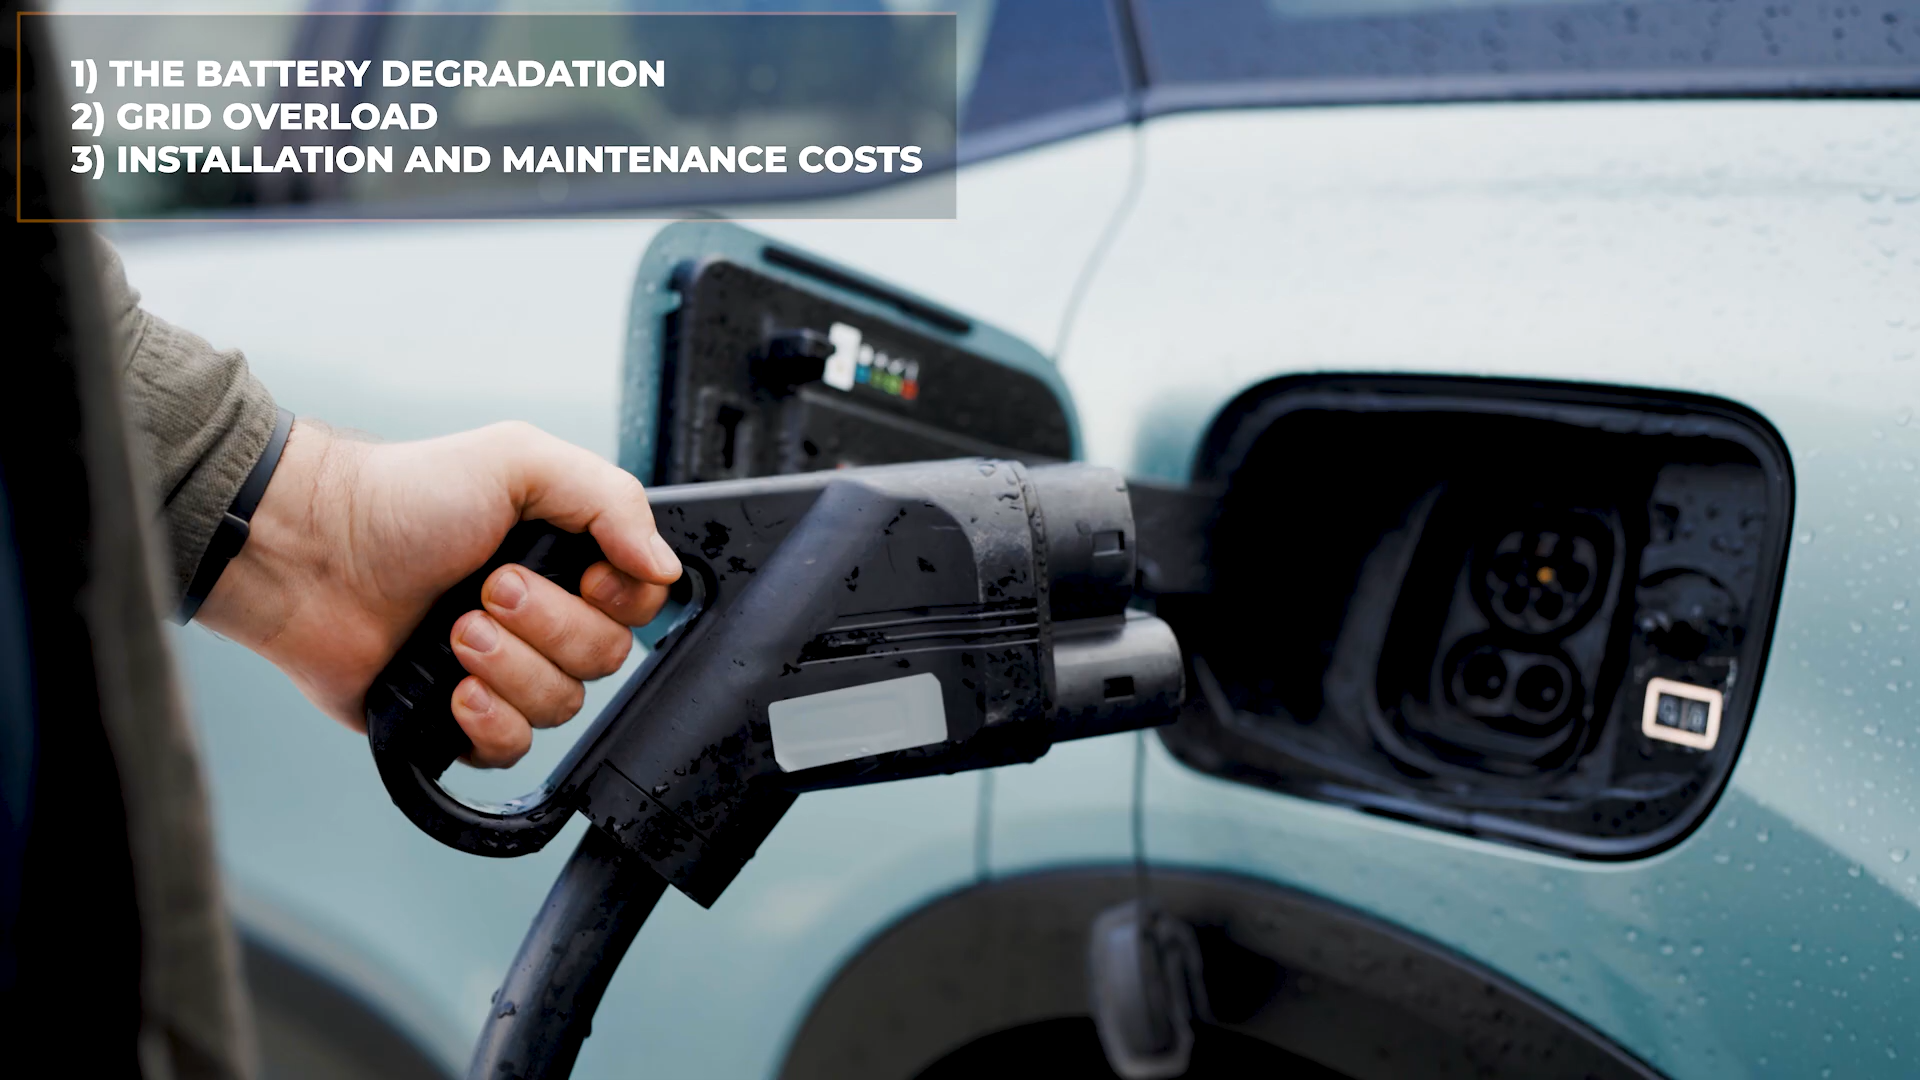 1) THE BATTERY DEGRADATION
2) GRID OVERLOAD
3) INSTALLATION AND MAINTENANCE COSTS